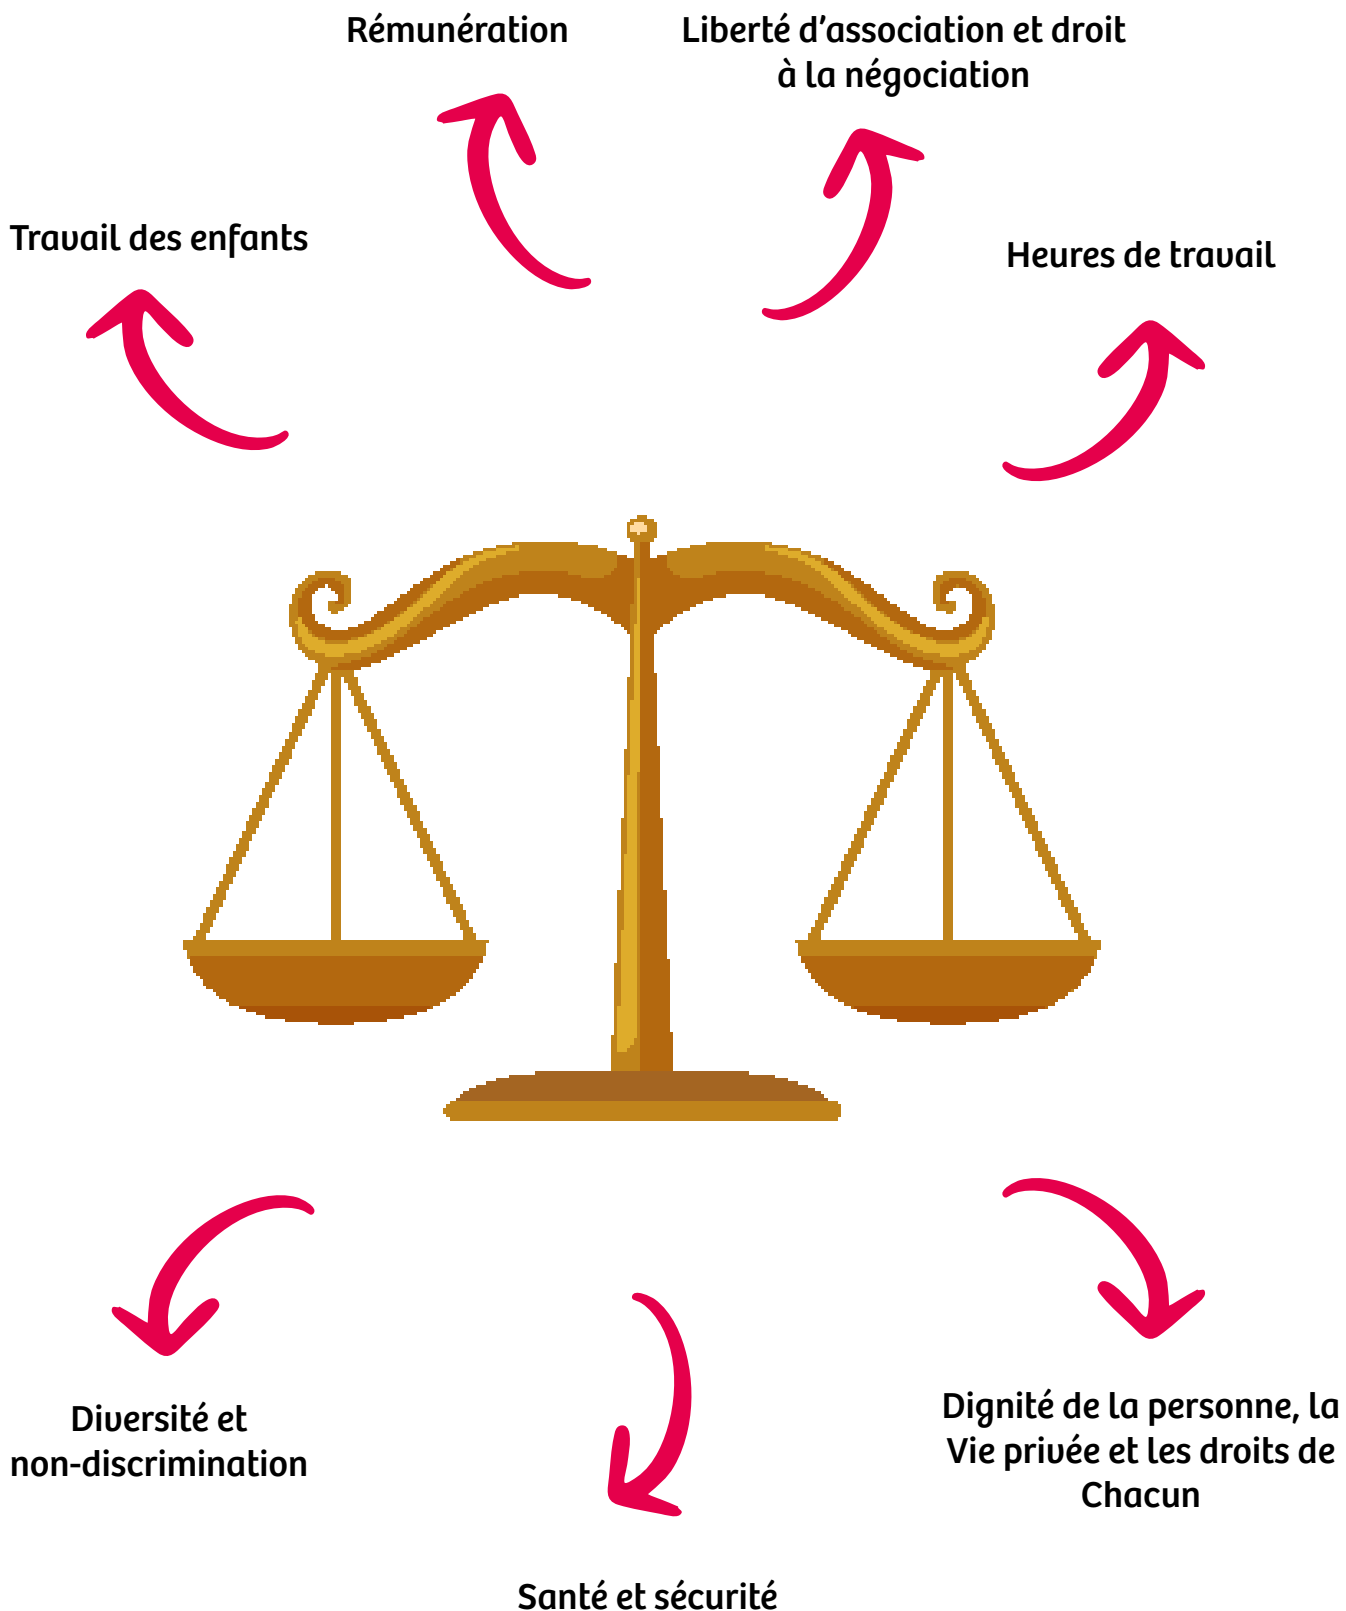 Rémunération
Liberté d’association et droit
à la négociation
Travail des enfants
Heures de travail
Diversité et
non-discrimination
Dignité de la personne, la
Vie privée et les droits de
Chacun
Santé et sécurité